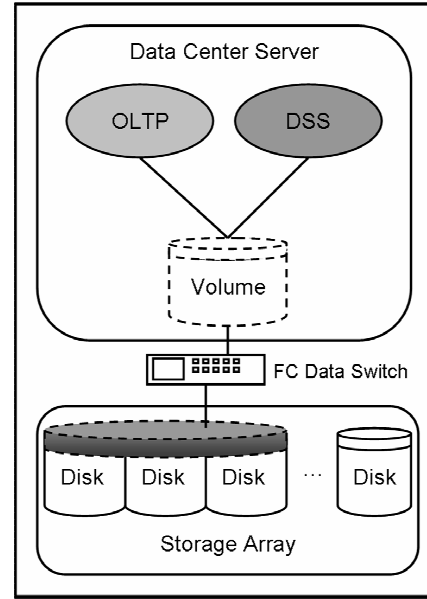 Data Center Server
OLTP DSS
Volume
FC Data Switch
Disk Disk Disk ... Disk
Storage Array